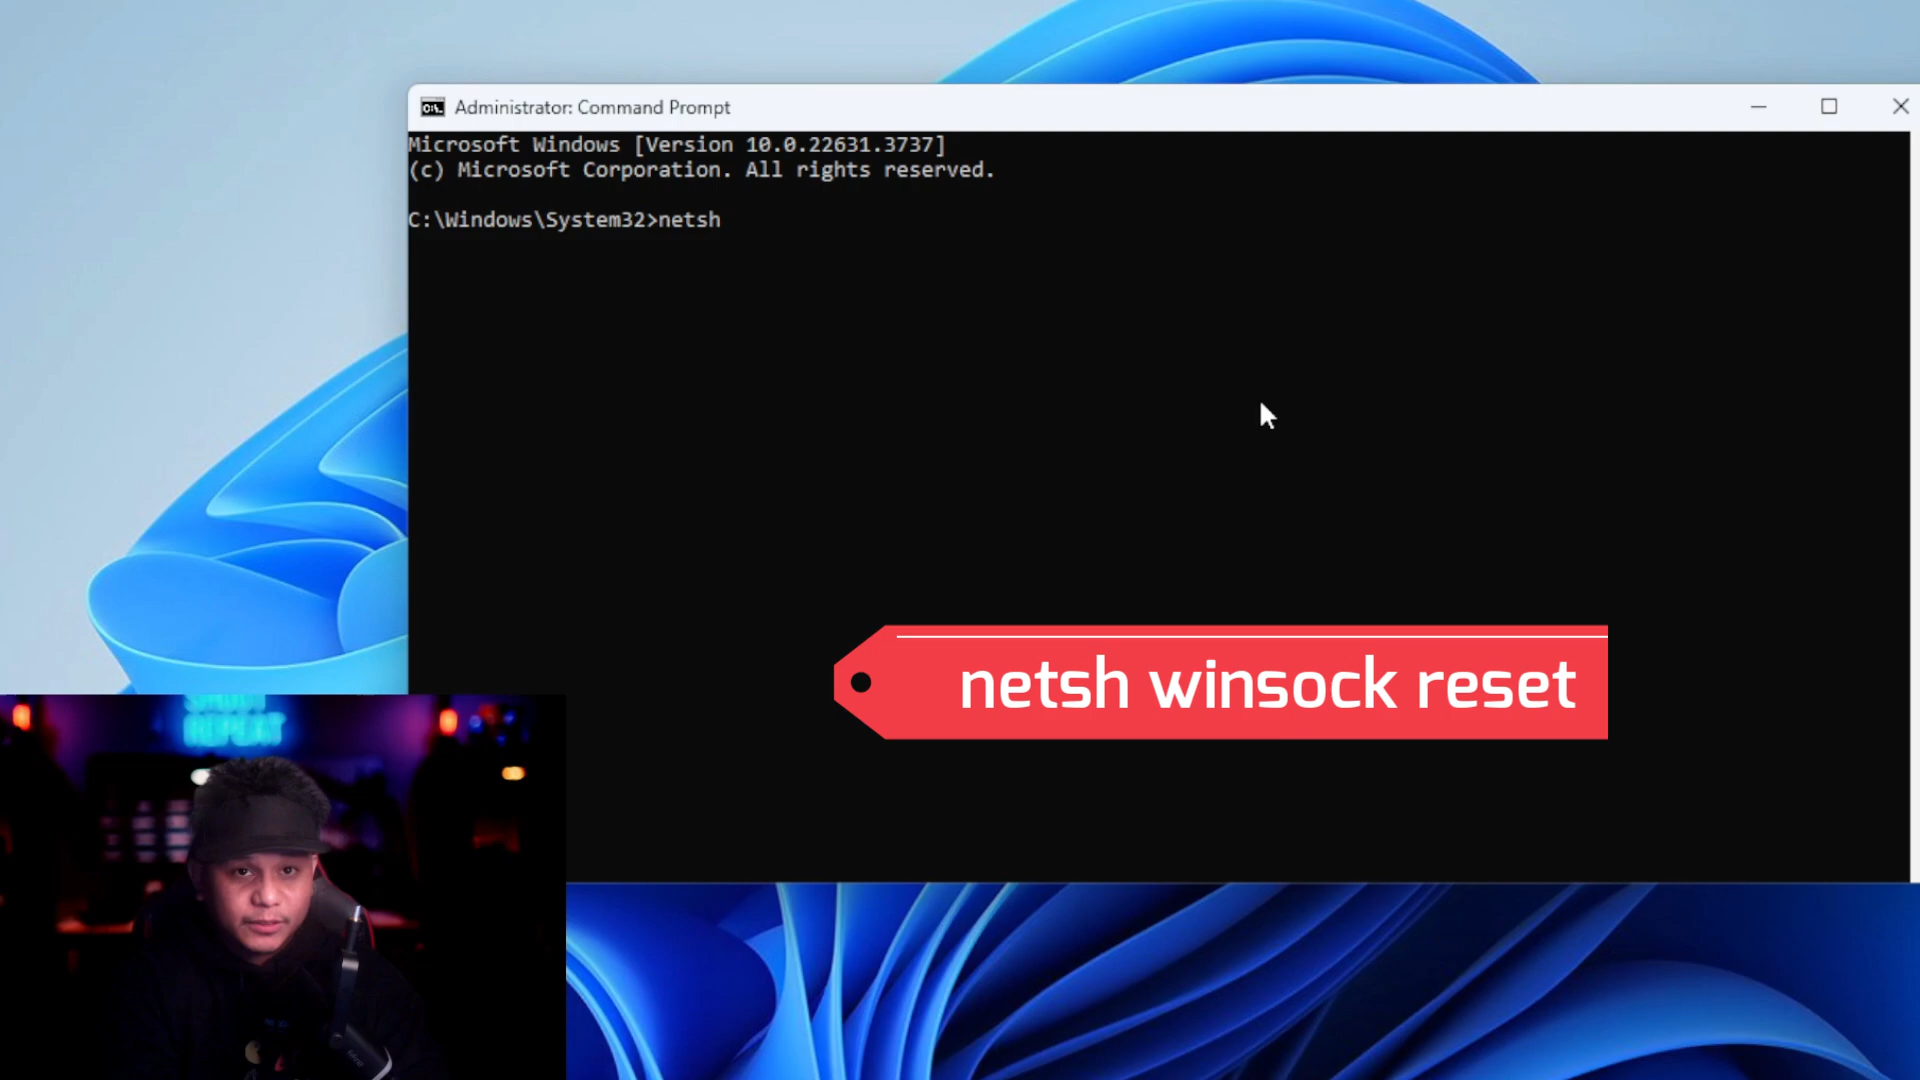 Administrator: Command Prompt
Microsoft Windows [Version 10.0.22631.3737]
(c) Microsoft Corporation. All rights reserved.
C:\Windows\System32>netsh
netsh winsock reset
REPEAT